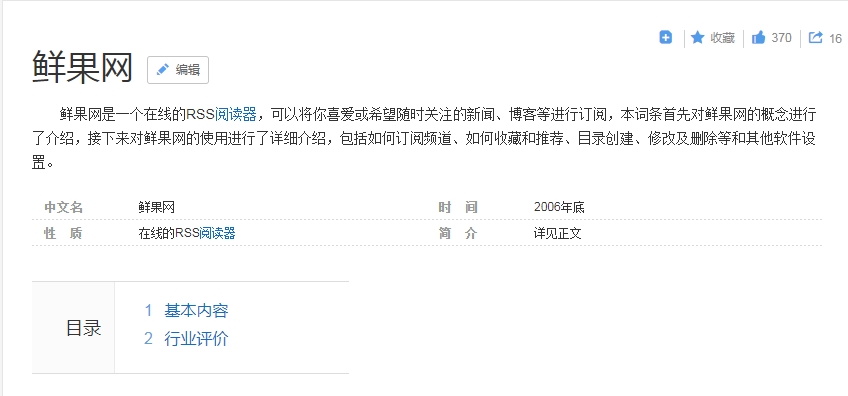 收藏 370 16
鲜果网 编辑
鲜果网是一个在线的RSS阅读器，可以将你喜爱或希望随时关注的新闻、博客等进行订阅，本词条首先对鲜果网的概念进行
了介绍，接下来对鲜果网的使用进行了详细介绍，包括如何订阅频道、如何收藏和推荐、目录创建、修改及删除等和其他软件设
置。
中文名 鲜果网 时 间 2006年底
性 质 在线的RSS阅读器 简 介 详见正文
目录
1 基本内容
2 行业评价